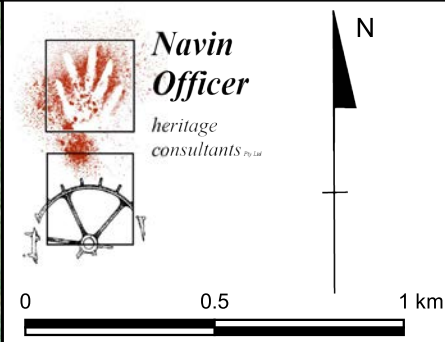 Navin
Officer
heritage
consultants Pty Ltd
N
0 0.5 1 km